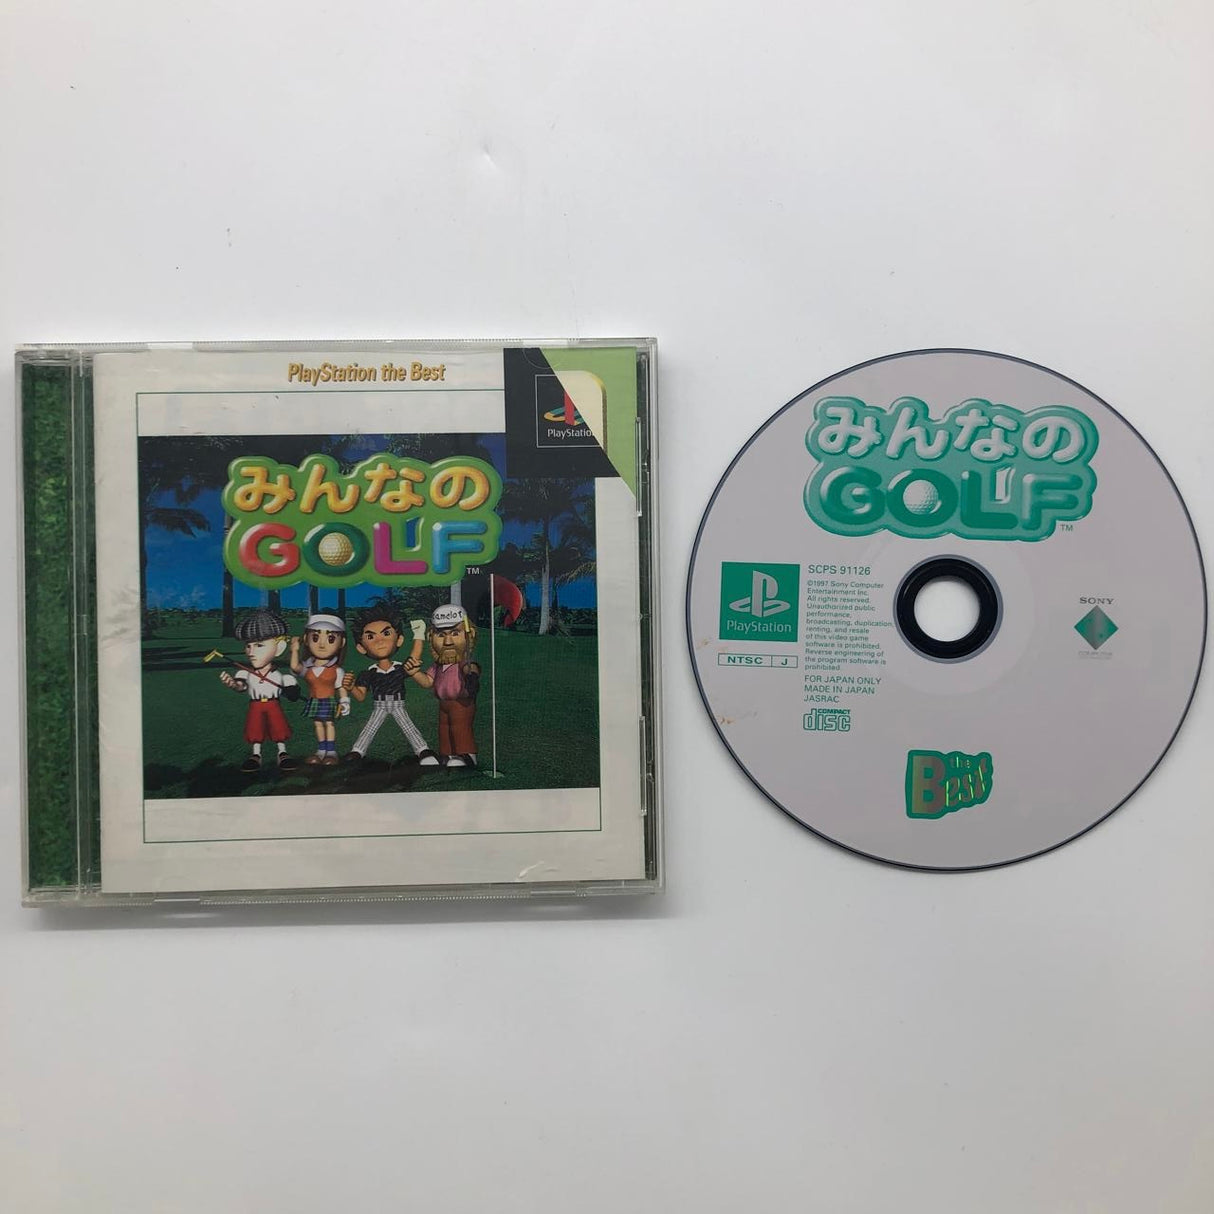 PlayStation the Best
PlayStation
みんなの
GOLF
TM
みんなの
GOLF
TM
SCPS 91126
©1997 Sony Computer
Entertainment Inc.
All rights reserved.
Unauthorized public
performance,
broadcasting, duplication,
renting, and resale
of this video game
software is prohibited.
Reverse engineering of
the program software is
prohibited.
PlayStation
NTSC J
FOR JAPAN ONLY
MADE IN JAPAN
JASRAC
COMPACT
disc
SONY
the
Best